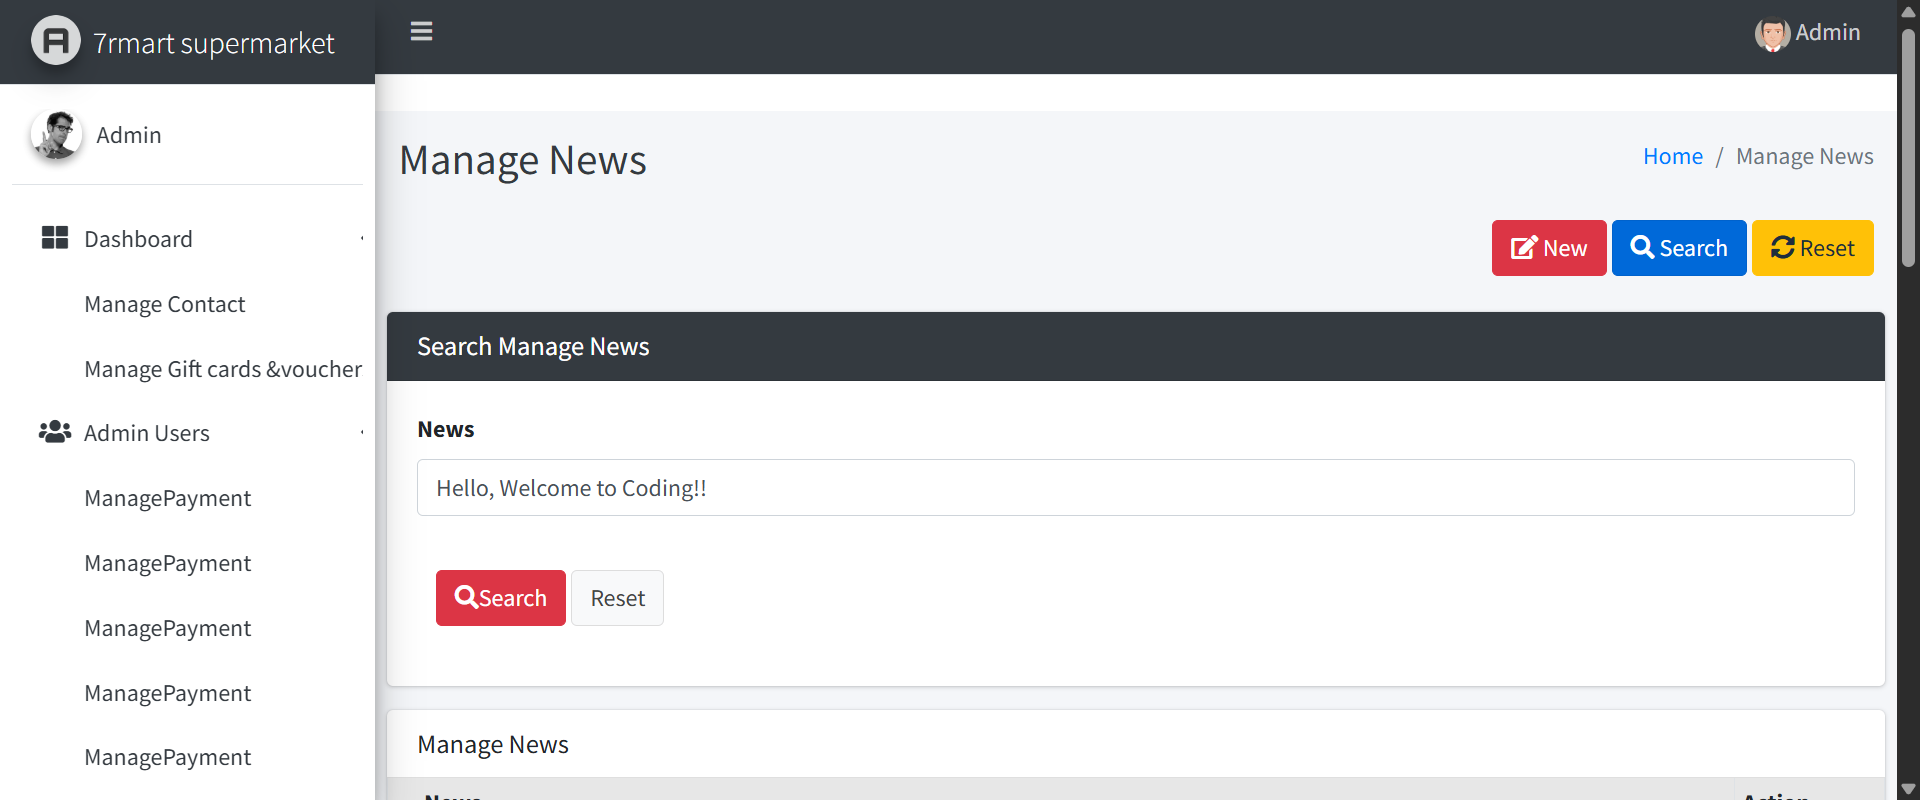 7rmart supermarket
Admin
Admin
Manage News
Home / Manage News
Dashboard
New Search Reset
Manage Contact
Search Manage News
Manage Gift cards &voucher
News
Admin Users
Hello, Welcome to Coding!!
ManagePayment
ManagePayment
Search Reset
ManagePayment
ManagePayment
Manage News
ManagePayment
News Action